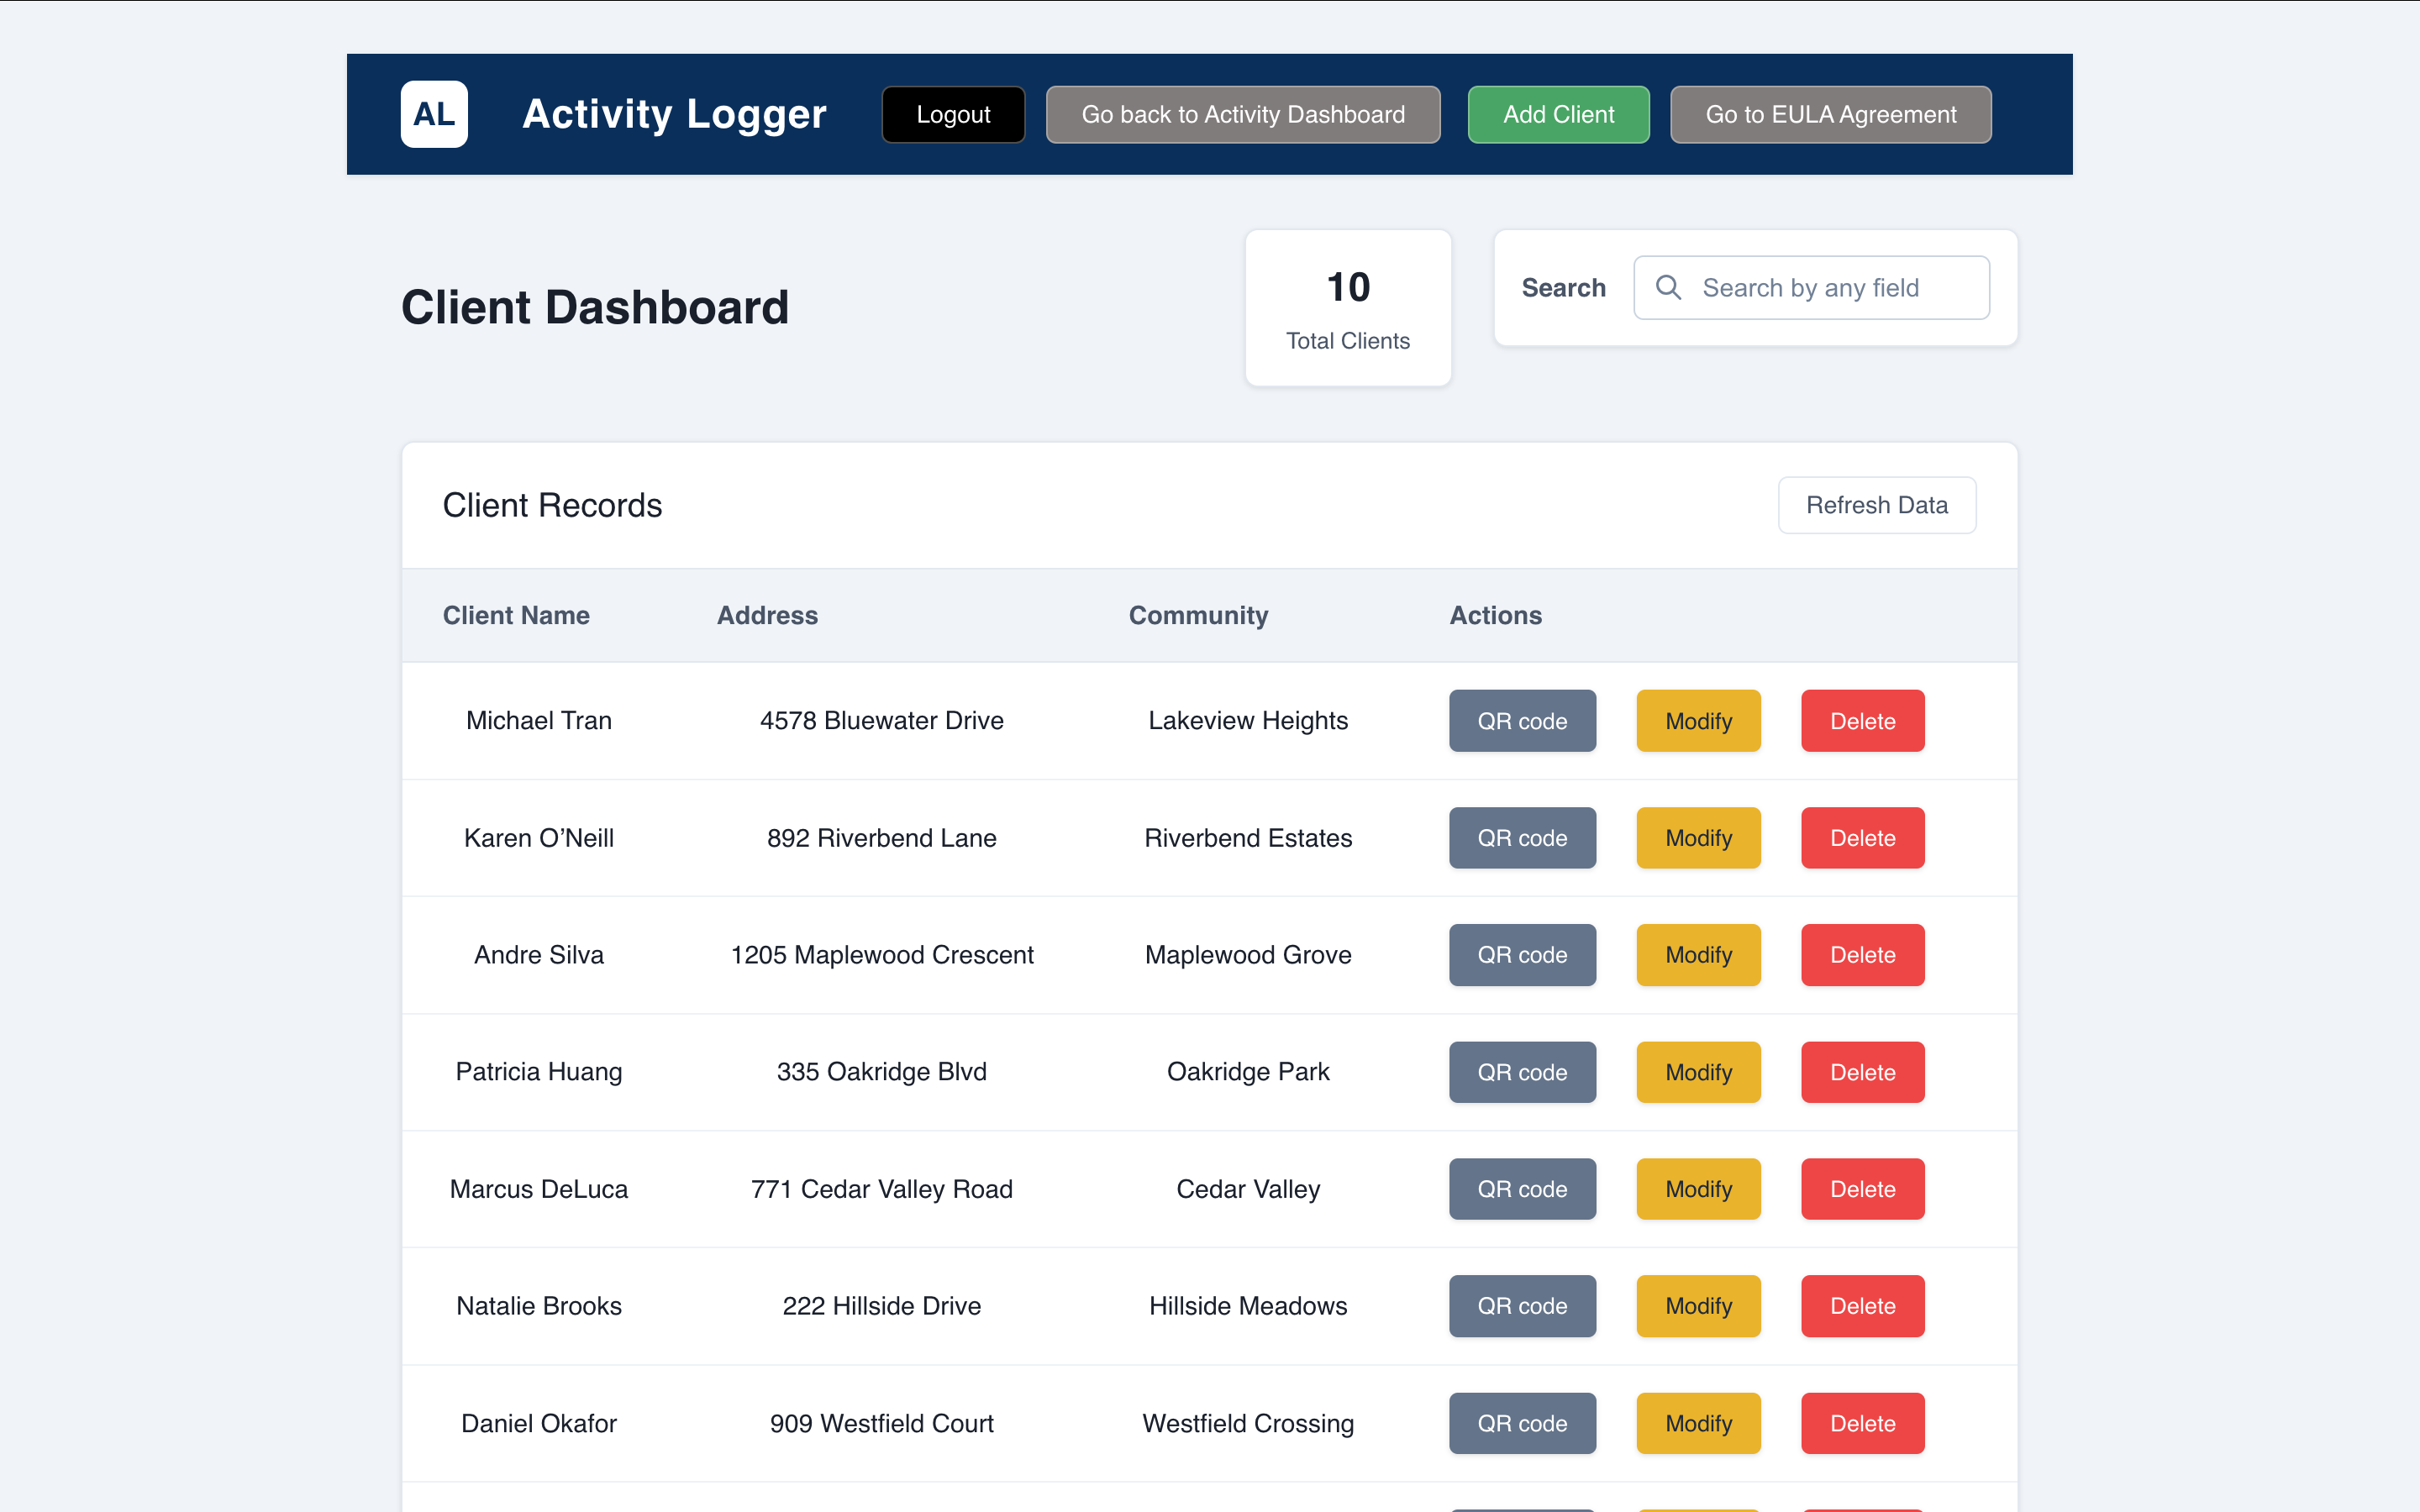 AL Activity Logger Logout Go back to Activity Dashboard Add Client Go to EULA Agreement
Client Dashboard
10
Total Clients
Search Search by any field
Client Records Refresh Data
Client Name Address Community Actions
Michael Tran 4578 Bluewater Drive Lakeview Heights QR code Modify Delete
Karen O’Neill 892 Riverbend Lane Riverbend Estates QR code Modify Delete
Andre Silva 1205 Maplewood Crescent Maplewood Grove QR code Modify Delete
Patricia Huang 335 Oakridge Blvd Oakridge Park QR code Modify Delete
Marcus DeLuca 771 Cedar Valley Road Cedar Valley QR code Modify Delete
Natalie Brooks 222 Hillside Drive Hillside Meadows QR code Modify Delete
Daniel Okafor 909 Westfield Court Westfield Crossing QR code Modify Delete